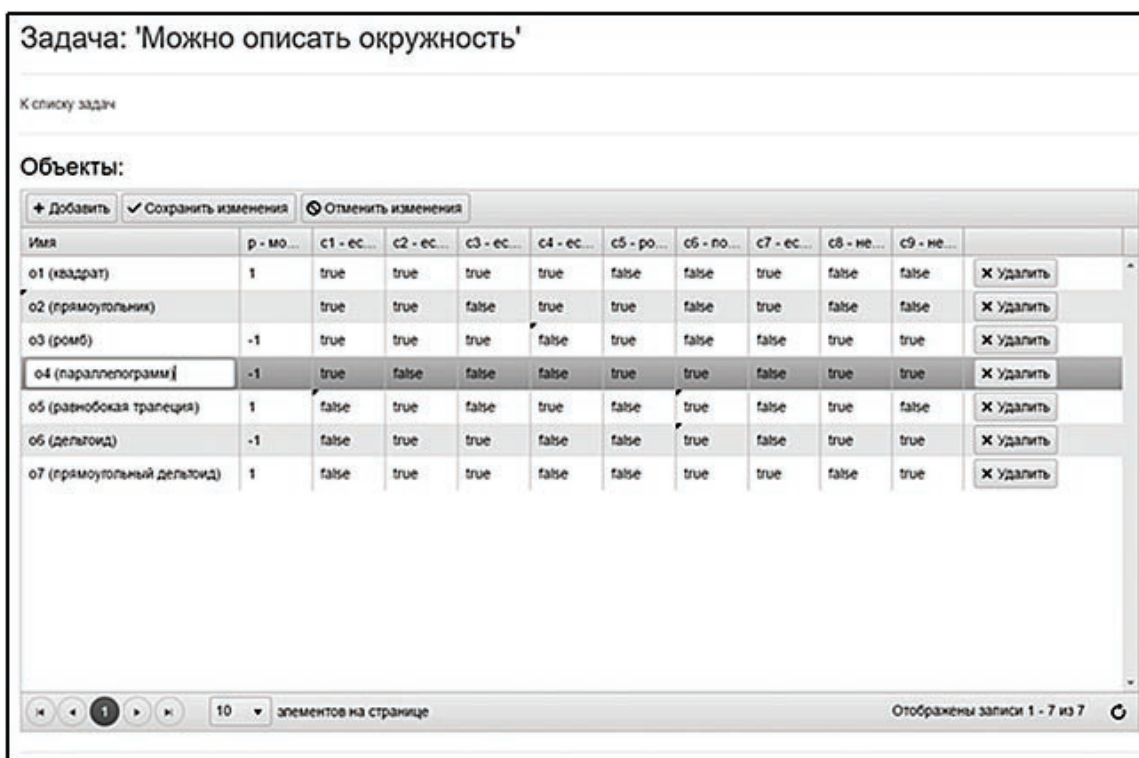 Задача: 'Можно описать окружность'
К списку задач
Объекты:
Добавить Сохранить изменения Отменить изменения
Имя p - мо... c1 - ес... c2 - ес... c3 - ес... c4 - ес... c5 - ро... c6 - по... c7 - ес... c8 - не... c9 - не...
o1 (квадрат) 1 true true true true false false true false false Удалить
o2 (прямоугольник) true true false true true false true false false Удалить
o3 (ромб) -1 true true true false true false false true true Удалить
o4 (параллелограмм) -1 true false false false true true false true true Удалить
o5 (равнобокая трапеция) 1 false true false true false true true true false Удалить
o6 (дельтоид) -1 false true true false false true false true true Удалить
o7 (прямоугольный дельтоид) 1 false true true false false true true false true Удалить
1 10 элементов на странице Отображены записи 1 - 7 из 7